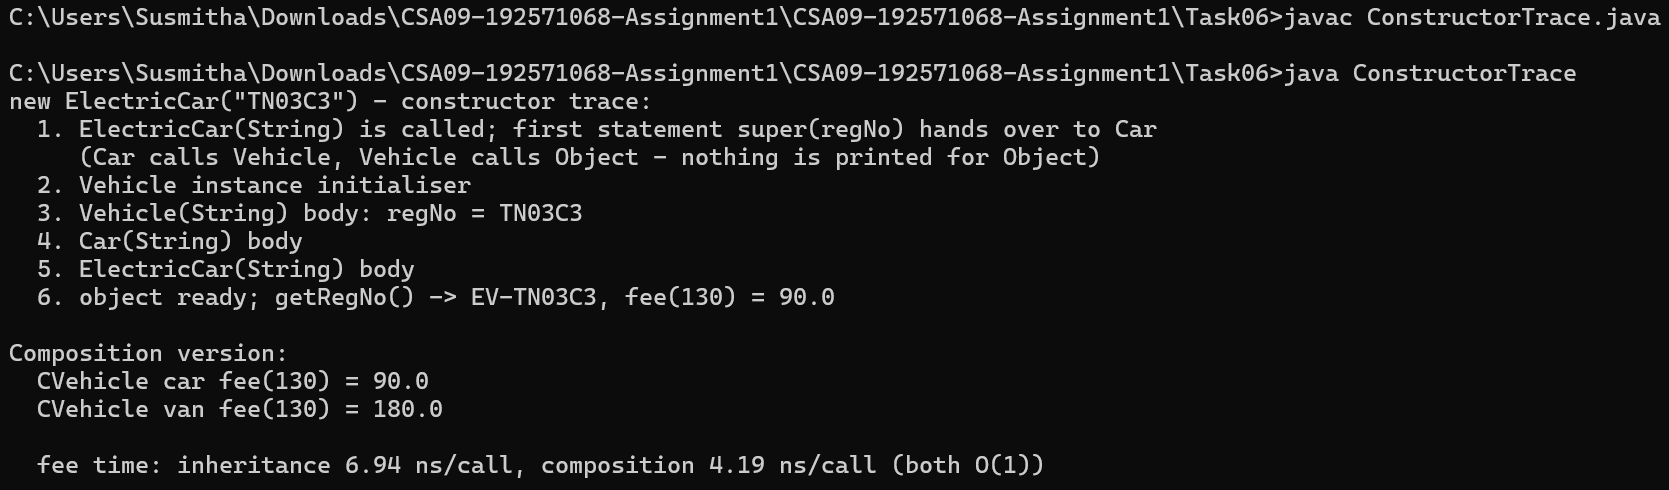 C:\Users\Susmitha\Downloads\CSA09-192571068-Assignment1\CSA09-192571068-Assignment1\Task06>javac ConstructorTrace.java
C:\Users\Susmitha\Downloads\CSA09-192571068-Assignment1\CSA09-192571068-Assignment1\Task06>java ConstructorTrace
new ElectricCar("TN03C3") - constructor trace:
  1. ElectricCar(String) is called; first statement super(regNo) hands over to Car
     (Car calls Vehicle, Vehicle calls Object - nothing is printed for Object)
  2. Vehicle instance initialiser
  3. Vehicle(String) body: regNo = TN03C3
  4. Car(String) body
  5. ElectricCar(String) body
  6. object ready; getRegNo() -> EV-TN03C3, fee(130) = 90.0
Composition version:
  CVehicle car fee(130) = 90.0
  CVehicle van fee(130) = 180.0
  fee time: inheritance 6.94 ns/call, composition 4.19 ns/call (both O(1))